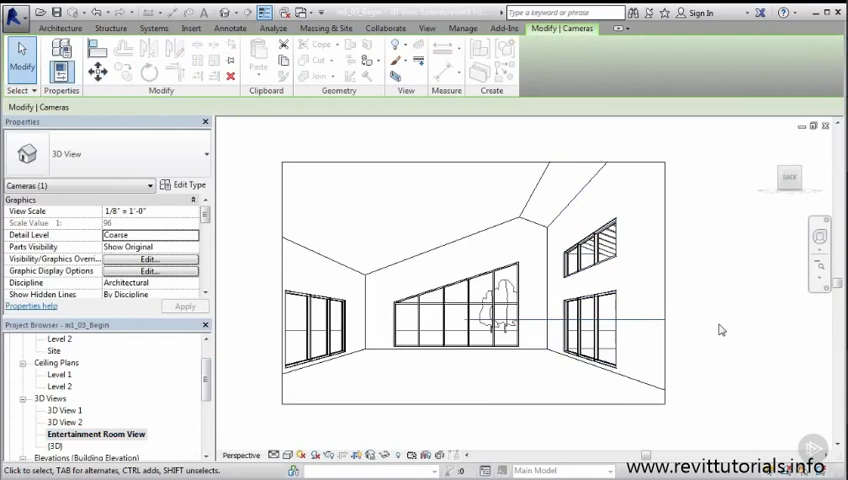 m1_03_Begin
Type a keyword or phrase
Sign In
Architecture Structure Systems Insert Annotate Analyze Massing & Site Collaborate View Manage Add-Ins Modify | Cameras
Modify
Cope
Cut
Join
Paste
Select Properties Modify Clipboard Geometry View Measure Create
Modify | Cameras
Properties
3D View
Cameras (1)
Edit Type
Graphics
View Scale 1/8" = 1'-0"
Scale Value 1: 96
Detail Level Coarse
Parts Visibility Show Original
Visibility/Graphics Overri... Edit...
Graphic Display Options Edit...
Discipline Architectural
Show Hidden Lines By Discipline
Properties help
Apply
BACK
Project Browser - m1_03_Begin
Level 2
Site
Ceiling Plans
Level 1
Level 2
3D Views
3D View 1
3D View 2
Entertainment Room View
{3D}
Elevations (Building Elevation)
Perspective
Click to select, TAB for alternates, CTRL adds, SHIFT unselects.
:0
Main Model
www.revittutorials.info